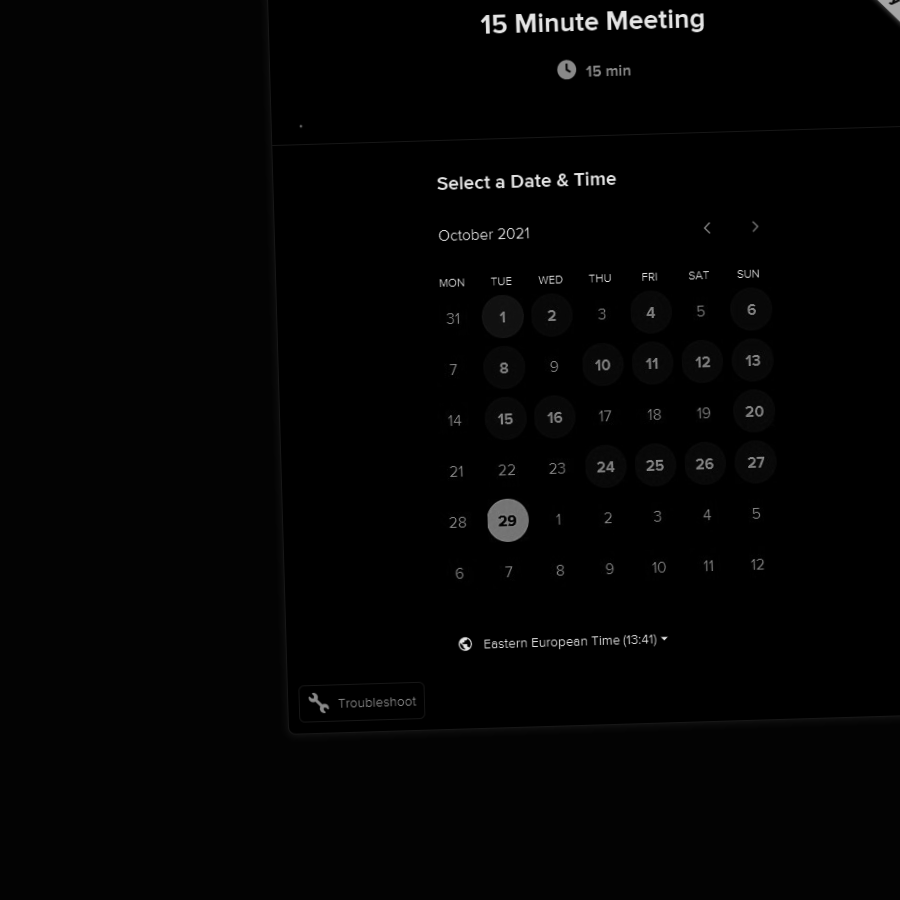 15 Minute Meeting
15 min
Select a Date & Time
October 2021
MON TUE WED THU FRI SAT SUN
31 1 2 3 4 5 6
7 8 9 10 11 12 13
14 15 16 17 18 19 20
21 22 23 24 25 26 27
28 29 1 2 3 4 5
6 7 8 9 10 11 12
Eastern European Time (13:41)
Troubleshoot